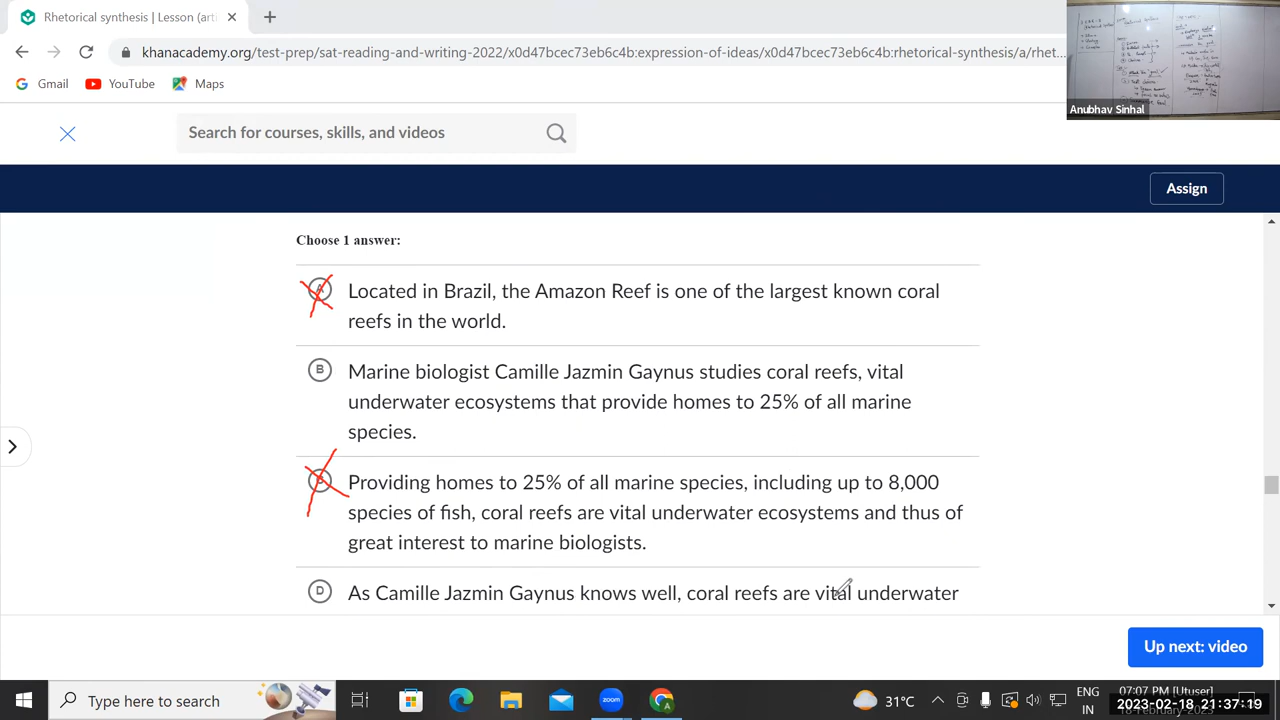 Rhetorical synthesis | Lesson (arti
khanacademy.org/test-prep/sat-reading-and-writing-2023/x0d47bcec73eb6c4b:expression-of-ideas/x0d47bcec73eb6c4b:rhetorical-synthesis/a/rhet...
Gmail YouTube Maps
Anubhav Sinhal
Search for courses, skills, and videos
Assign
Choose 1 answer:
A Located in Brazil, the Amazon Reef is one of the largest known coral
reefs in the world.
B Marine biologist Camille Jazmin Gaynus studies coral reefs, vital
underwater ecosystems that provide homes to 25% of all marine
species.
Providing homes to 25% of all marine species, including up to 8,000
species of fish, coral reefs are vital underwater ecosystems and thus of
great interest to marine biologists.
D As Camille Jazmin Gaynus knows well, coral reefs are vital underwater
Up next: video
Type here to search
zoom
31°C
ENG
IN
07:07 PM [Utuser]
2023-02-18 21:37:19